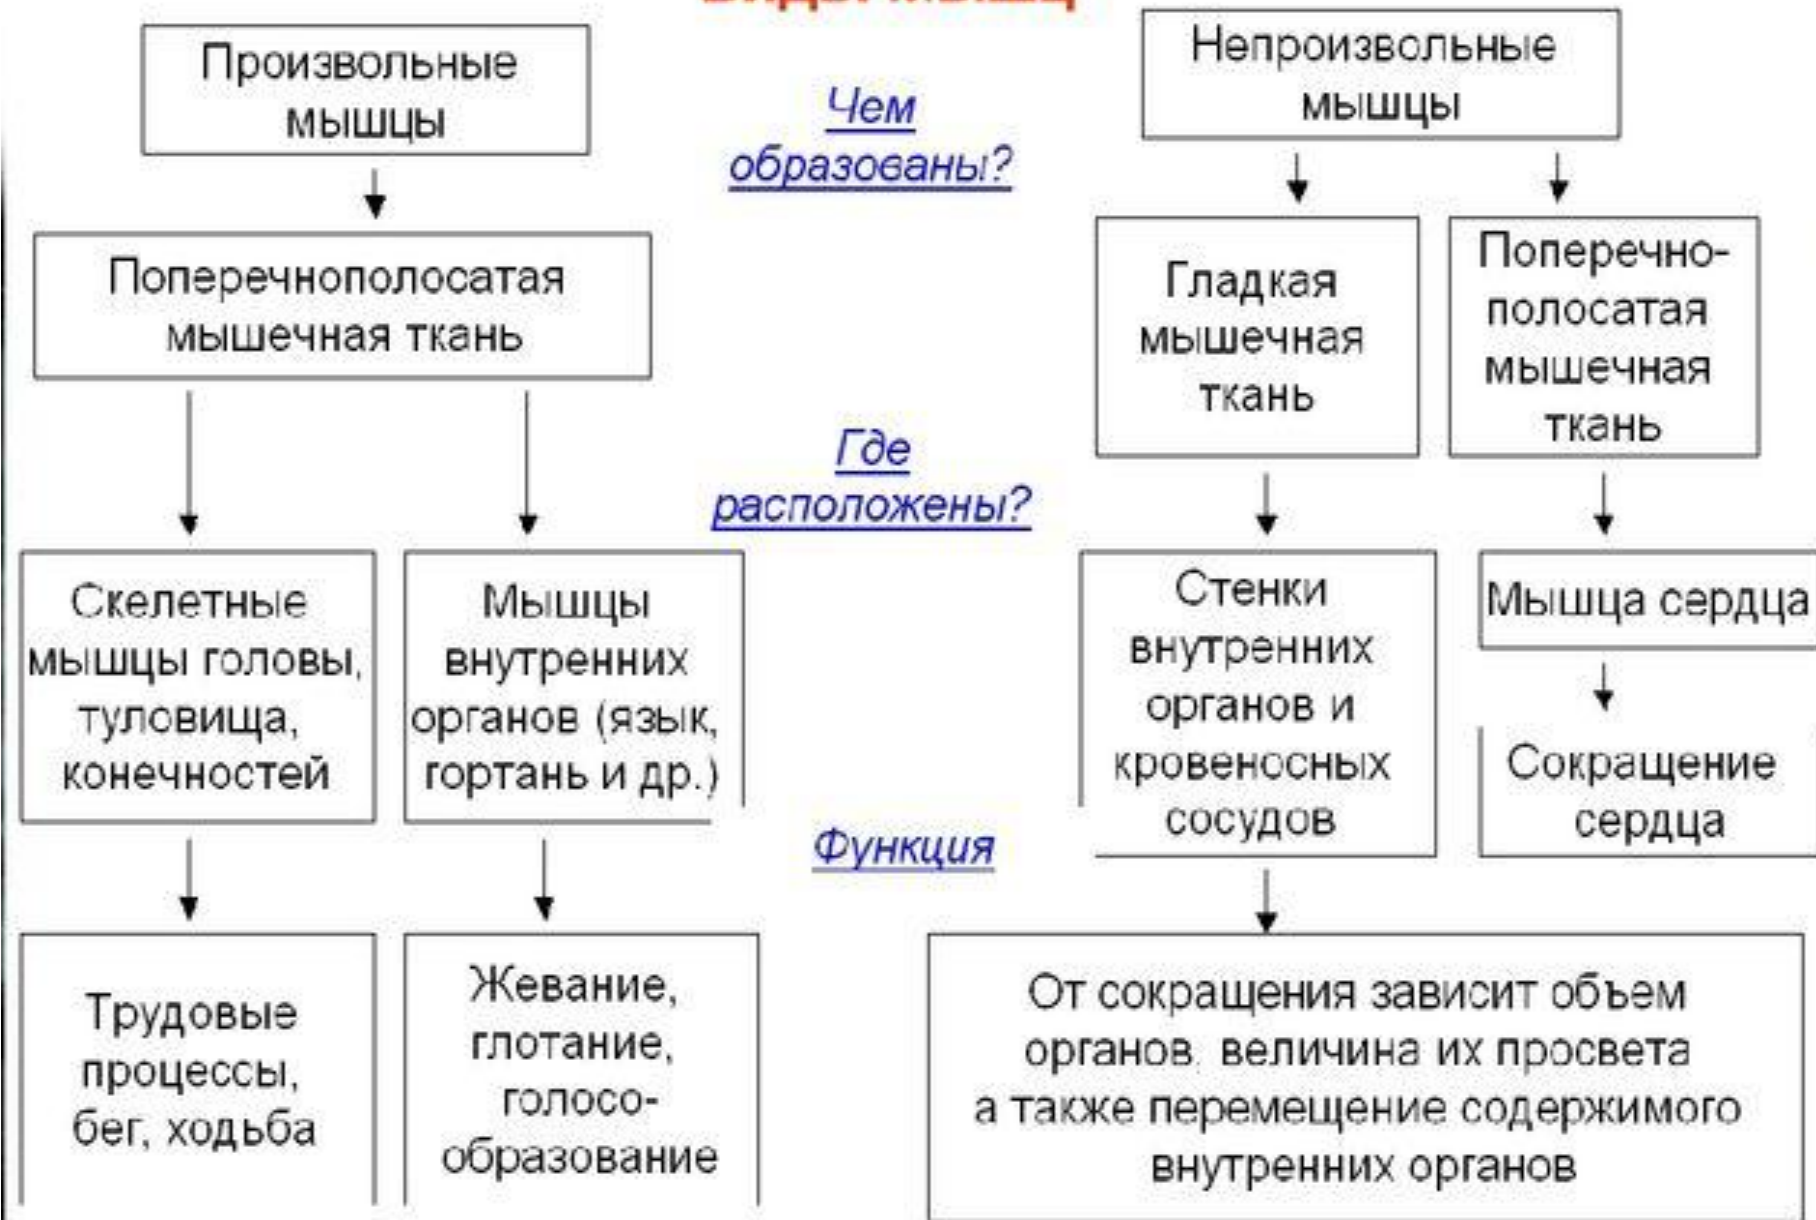 ВИДЫ МЫШЦ
Произвольные
мышцы
Непроизвольные
мышцы
Чем
образованы?
Поперечнополосатая
мышечная ткань
Гладкая
мышечная
ткань
Поперечно-
полосатая
мышечная
ткань
Где
расположены?
Скелетные
мышцы головы,
туловища,
конечностей
Мышцы
внутренних
органов (язык,
гортань и др.)
Стенки
внутренних
органов и
кровеносных
сосудов
Мышца сердца
Сокращение
сердца
Функция
Трудовые
процессы,
бег, ходьба
Жевание,
глотание,
голосо-
образование
От сокращения зависит объем
органов, величина их просвета
а также перемещение содержимого
внутренних органов